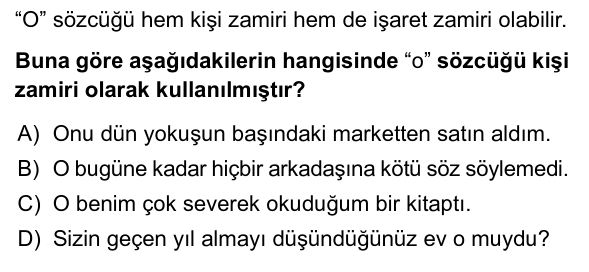 “O” sözcüğü hem kişi zamiri hem de işaret zamiri olabilir.
Buna göre aşağıdakilerin hangisinde “o” sözcüğü kişi
zamiri olarak kullanılmıştır?
A) Onu dün yokuşun başındaki marketten satın aldım.
B) O bugüne kadar hiçbir arkadaşına kötü söz söylemedi.
C) O benim çok severek okuduğum bir kitaptı.
D) Sizin geçen yıl almayı düşündüğünüz ev o muydu?